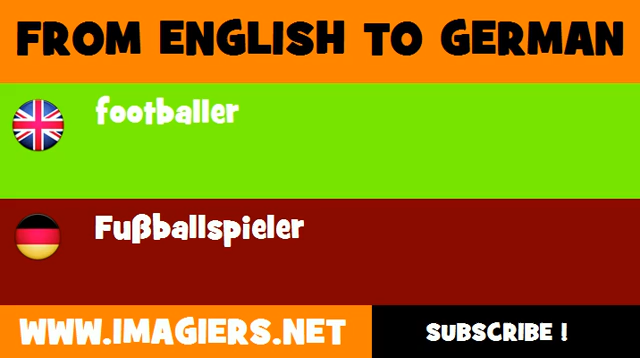 FROM ENGLISH TO GERMAN
footballer
Fußballspieler
WWW.IMAGIERS.NET
SUBSCRIBE !